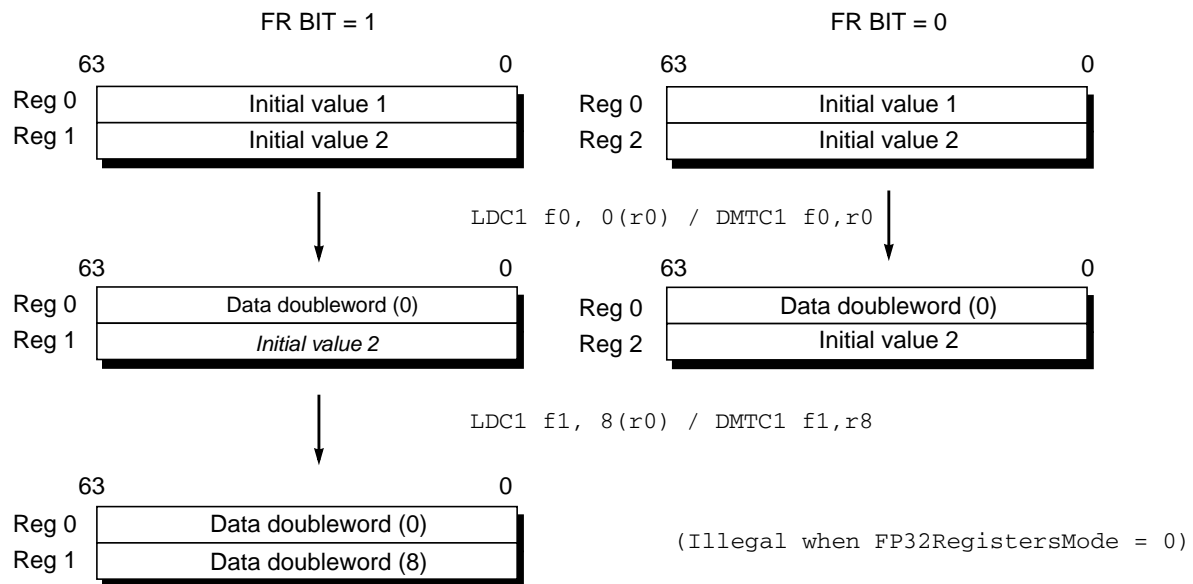 FR BIT = 1
FR BIT = 0
63 0
63 0
Reg 0 Initial value 1
Reg 0 Initial value 1
Reg 1 Initial value 2
Reg 2 Initial value 2
LDC1 f0, 0(r0) / DMTC1 f0,r0
63 0
63 0
Reg 0 Data doubleword (0)
Reg 0 Data doubleword (0)
Reg 1 Initial value 2
Reg 2 Initial value 2
LDC1 f1, 8(r0) / DMTC1 f1,r8
63 0
Reg 0 Data doubleword (0)
Reg 1 Data doubleword (8)
(Illegal when FP32RegistersMode = 0)